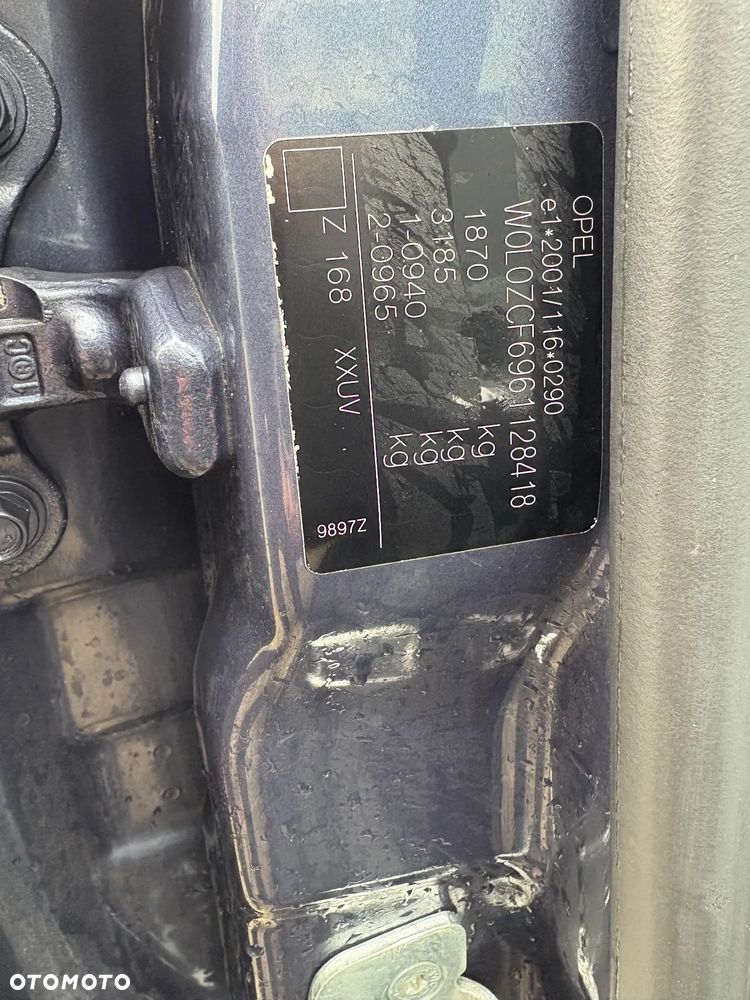 OPEL
e1*2001/116*0290
W0L0ZCF6961128418
1870 kg
3185 kg
1-0940 kg
2-0965 kg
Z 168 XXUV
9897Z
OTOMOTO